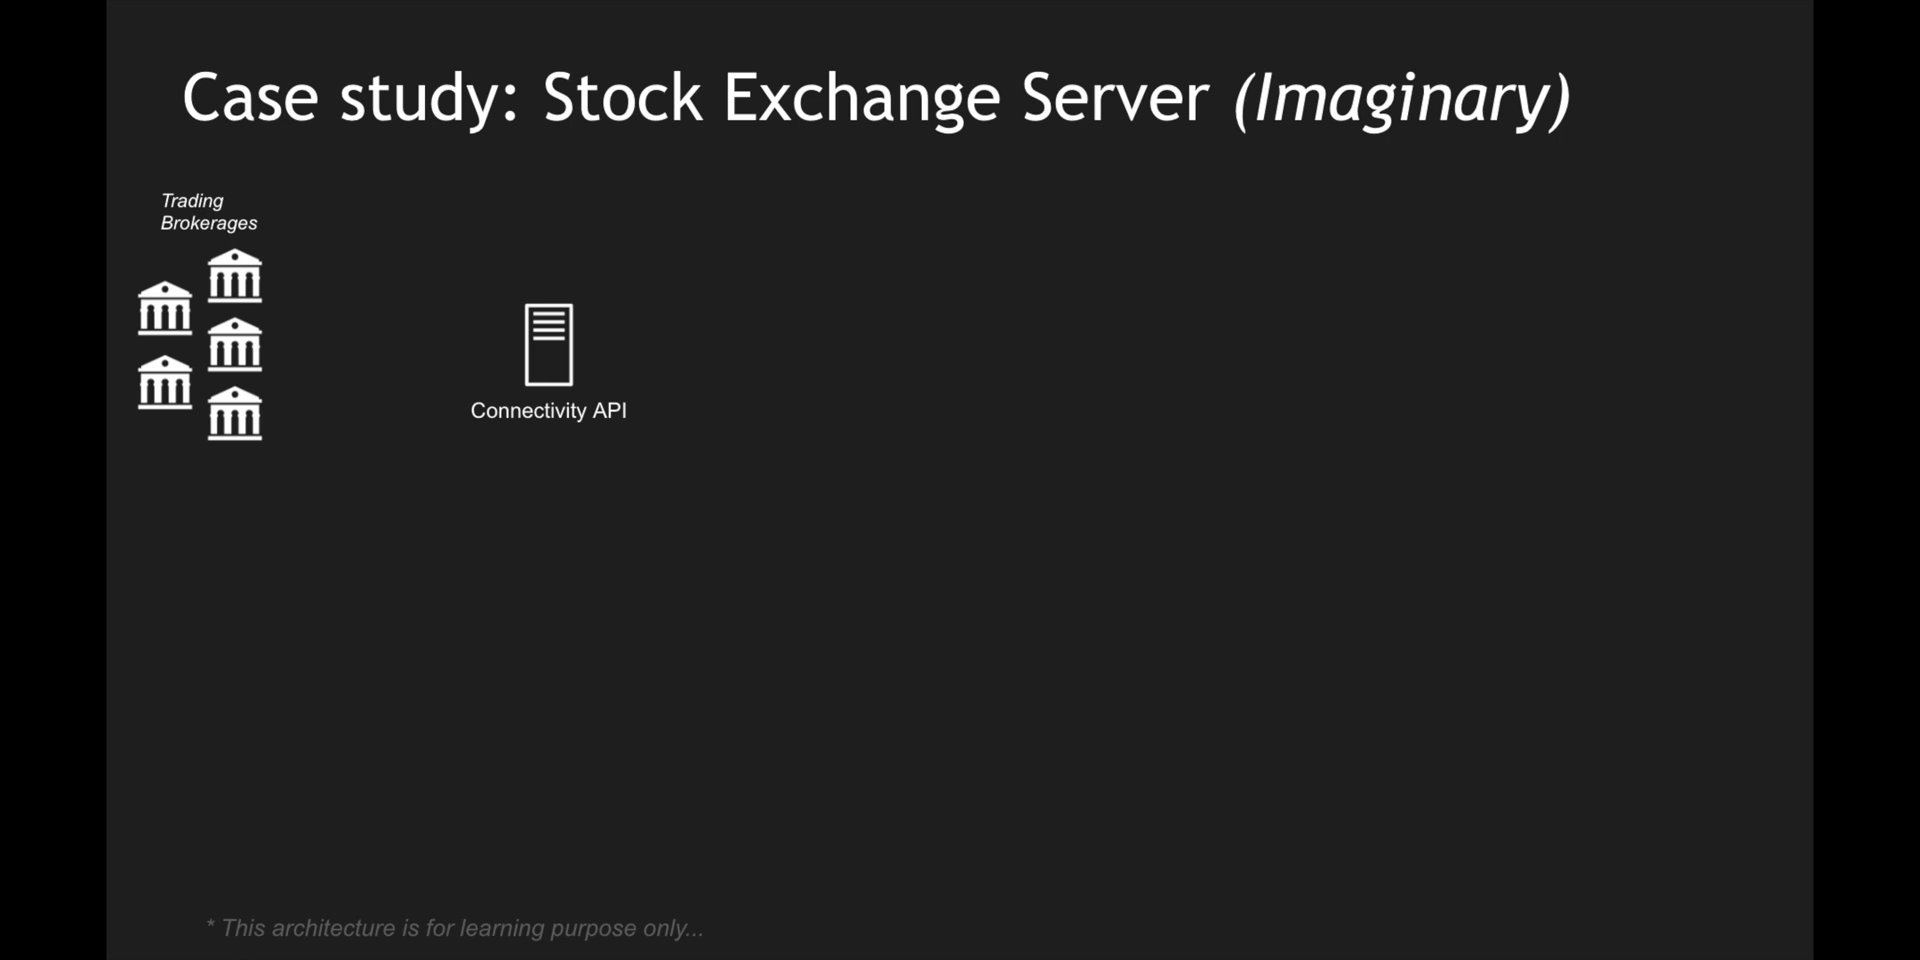 Case study: Stock Exchange Server (Imaginary)
Trading
Brokerages
Connectivity API
* This architecture is for learning purpose only...